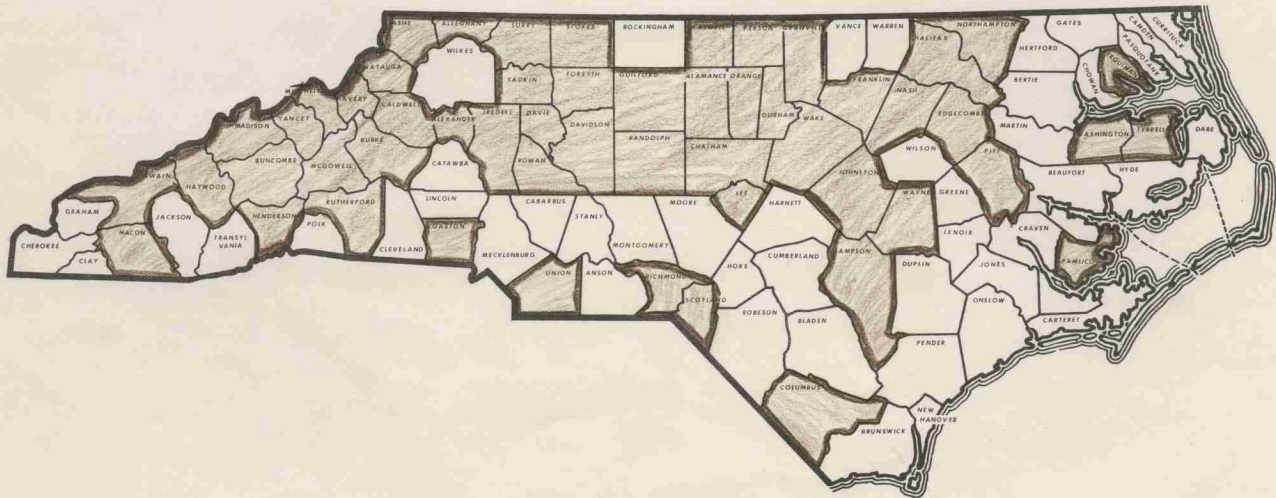 ASHE
ALLEGHANY
SURRY
STOKES
ROCKINGHAM
CASWELL
PERSON
GRANVILLE
VANCE
WARREN
NORTHAMPTON
GATES
CAMDEN
CURRITUCK
PASQUOTANK
HERTFORD
HALIFAX
WATAUGA
WILKES
YADKIN
FORSYTH
GUILFORD
ALAMANCE
ORANGE
DURHAM
FRANKLIN
NASH
BERTIE
CHOWAN
AVERY
CALDWELL
ALEXANDER
IREDELL
DAVIE
DAVIDSON
RANDOLPH
CHATHAM
WAKE
EDGECOMBE
MARTIN
WASHINGTON
TYRRELL
DARE
MADISON
YANCEY
BURKE
MCDOWELL
BUNCOMBE
CATAWBA
ROWAN
JOHNSTON
WILSON
PITT
BEAUFORT
HYDE
HAYWOOD
SWAIN
RUTHERFORD
LINCOLN
CABARRUS
STANLY
MOORE
LEE
HARNETT
WAYNE
GREENE
LENOIR
CRAVEN
PAMLICO
GRAHAM
JACKSON
HENDERSON
POLK
CLEVELAND
GASTON
MECKLENBURG
MONTGOMERY
CHEROKEE
CLAY
MACON
TRANSYL
VANIA
UNION
ANSON
RICHMOND
SCOTLAND
HOKE
CUMBERLAND
SAMPSON
DUPLIN
JONES
ONSLOW
CARTERET
ROBESON
BLADEN
PENDER
COLUMBUS
BRUNSWICK
NEW
HANOVER